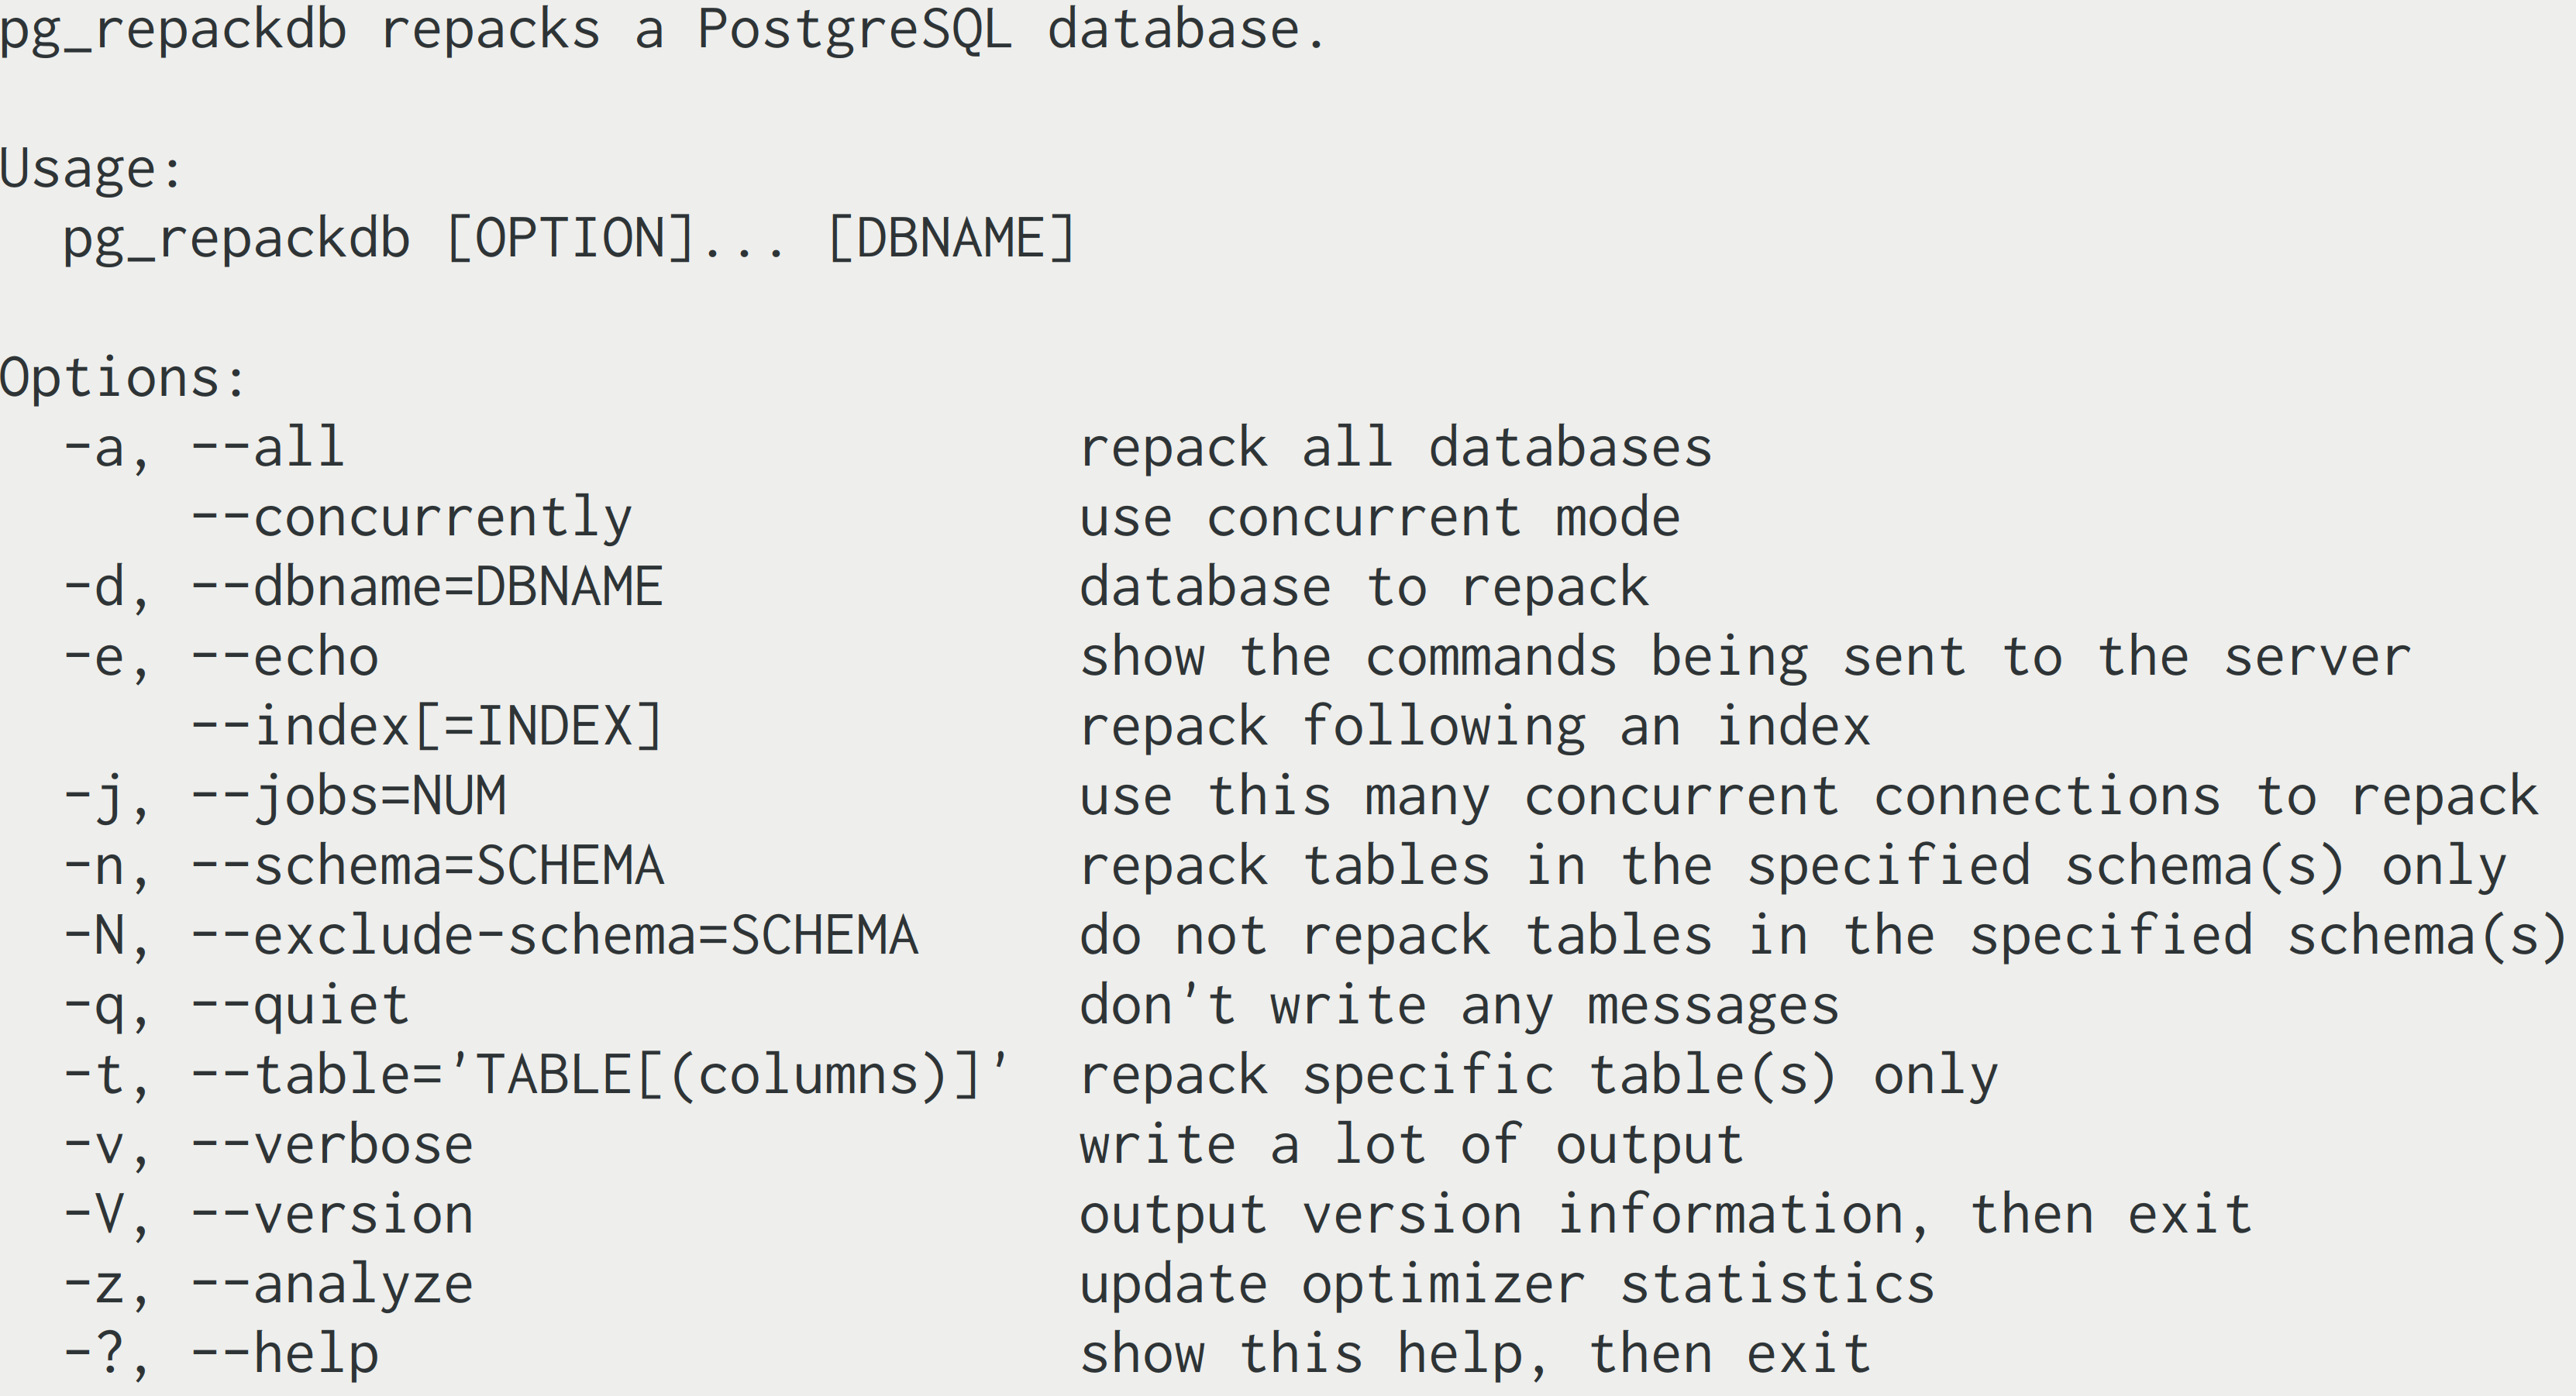 pg_repackdb repacks a PostgreSQL database.

Usage:
  pg_repackdb [OPTION]... [DBNAME]

Options:
  -a, --all                       repack all databases
      --concurrently              use concurrent mode
  -d, --dbname=DBNAME             database to repack
  -e, --echo                      show the commands being sent to the server
      --index[=INDEX]             repack following an index
  -j, --jobs=NUM                  use this many concurrent connections to repack
  -n, --schema=SCHEMA             repack tables in the specified schema(s) only
  -N, --exclude-schema=SCHEMA     do not repack tables in the specified schema(s)
  -q, --quiet                     don't write any messages
  -t, --table='TABLE[(columns)]'  repack specific table(s) only
  -v, --verbose                   write a lot of output
  -V, --version                   output version information, then exit
  -z, --analyze                   update optimizer statistics
  -?, --help                      show this help, then exit